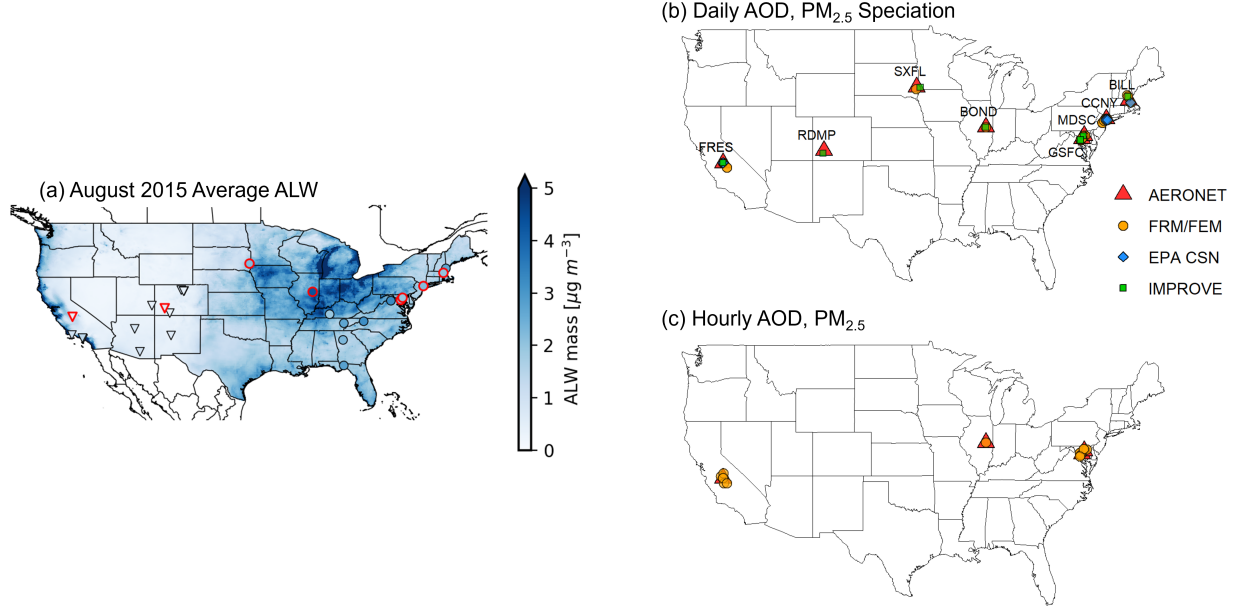 (a) August 2015 Average ALW
5
4
3
2
1
0
ALW mass [μg m⁻³]
(b) Daily AOD, PM₂.₅ Speciation
SXFL
BILL
CCNY
BOND
MDSC
RDMP
FRES
GSFC
AERONET
FRM/FEM
EPA CSN
IMPROVE
(c) Hourly AOD, PM₂.₅